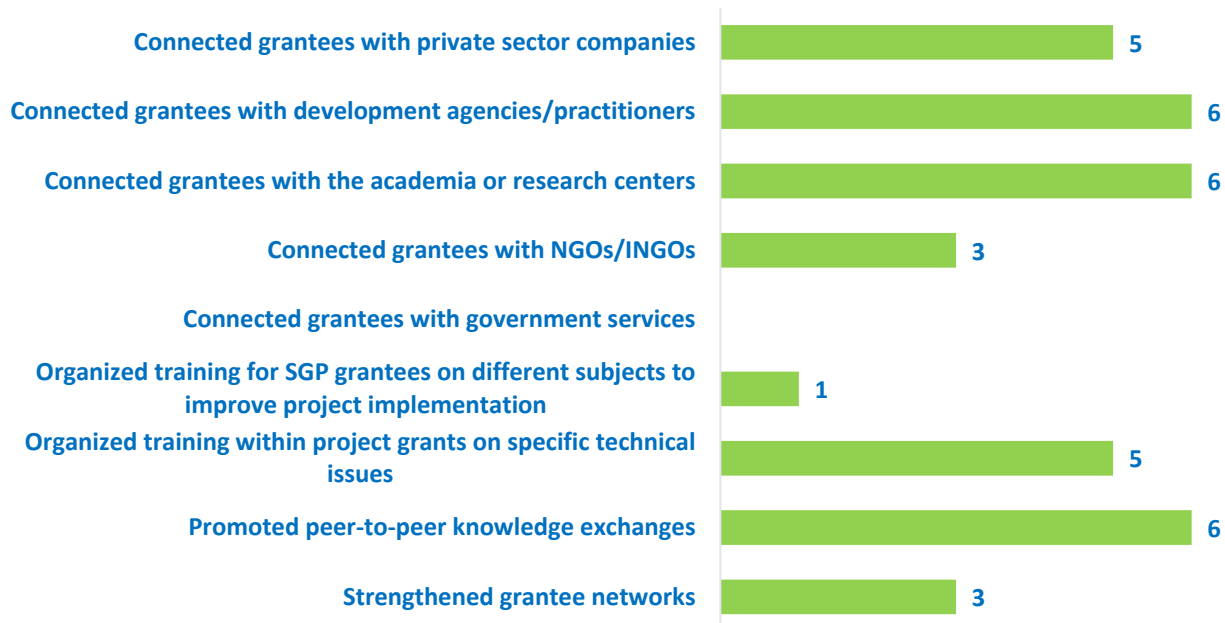 Connected grantees with private sector companies
5
Connected grantees with development agencies/practitioners
6
Connected grantees with the academia or research centers
6
Connected grantees with NGOs/INGOs
3
Connected grantees with government services
Organized training for SGP grantees on different subjects to
improve project implementation
1
Organized training within project grants on specific technical
issues
5
Promoted peer-to-peer knowledge exchanges
6
Strengthened grantee networks
3